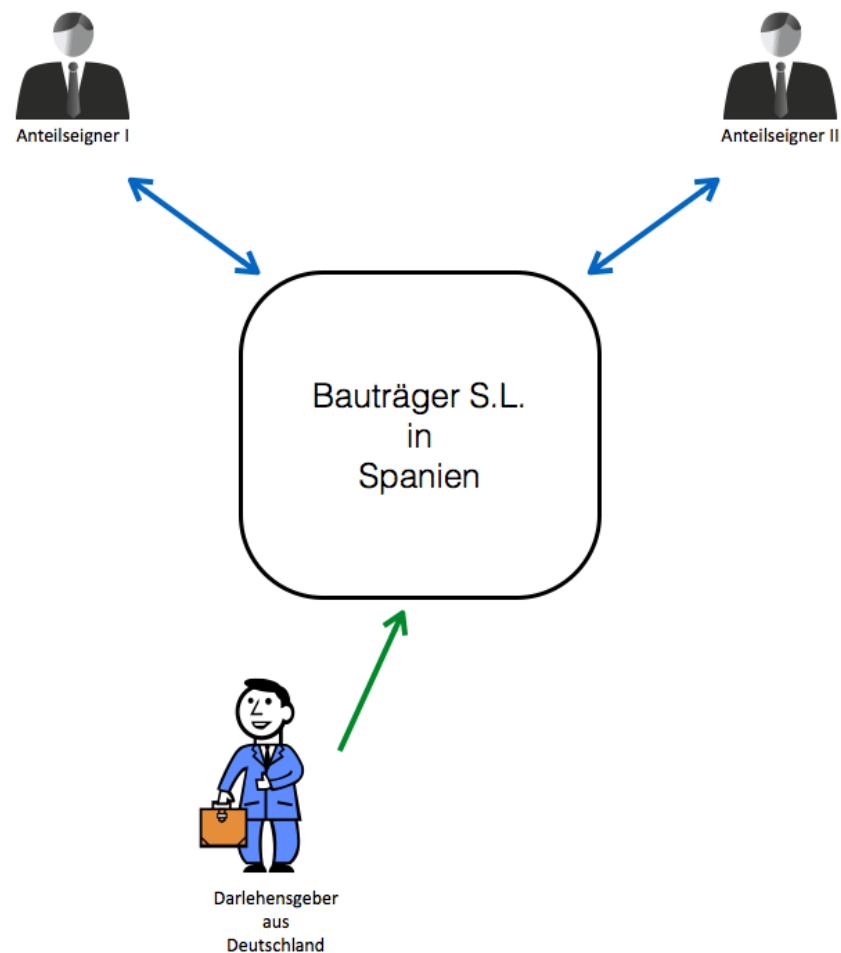 Anteilseigner I
Anteilseigner II
Bauträger S.L.
in
Spanien
Darlehensgeber
aus
Deutschland